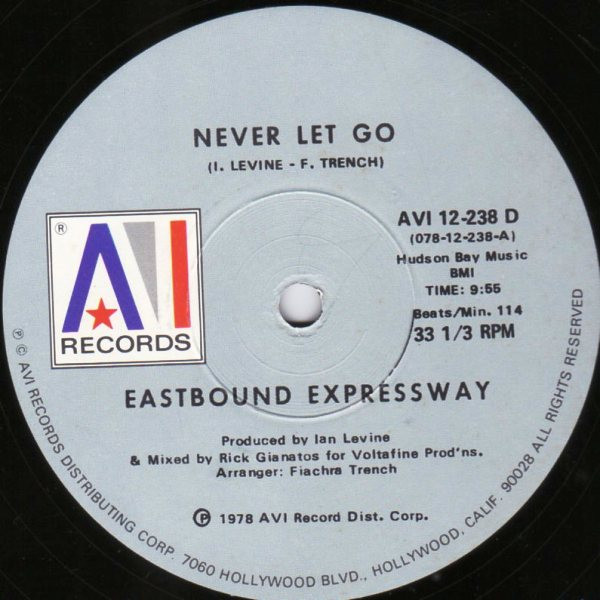 NEVER LET GO
(I. LEVINE - F. TRENCH)
® AVI
RECORDS
AVI 12-238 D
(078-12-238-A)
Hudson Bay Music
BMI
TIME: 9:55
Beats/Min. 114
33 1/3 RPM
EASTBOUND EXPRESSWAY
Produced by Ian Levine
& Mixed by Rick Gianatos for Voltafine Prod'ns.
Arranger: Fiachra Trench
℗ 1978 AVI Record Dist. Corp.
℗ © AVI RECORDS DISTRIBUTING CORP. 7060 HOLLYWOOD BLVD., HOLLYWOOD, CALIF. 90028 ALL RIGHTS RESERVED